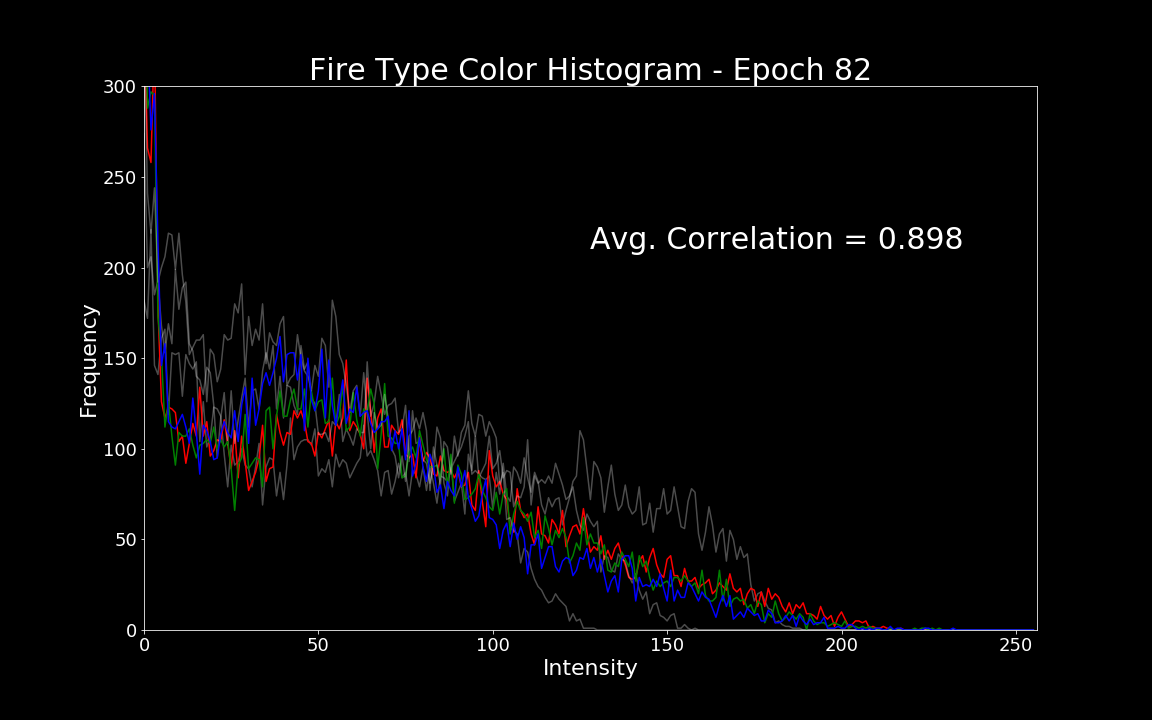 Fire Type Color Histogram - Epoch 82
300
250
200
150
100
50
0
Frequency
Avg. Correlation = 0.898
0 50 100 150 200 250
Intensity